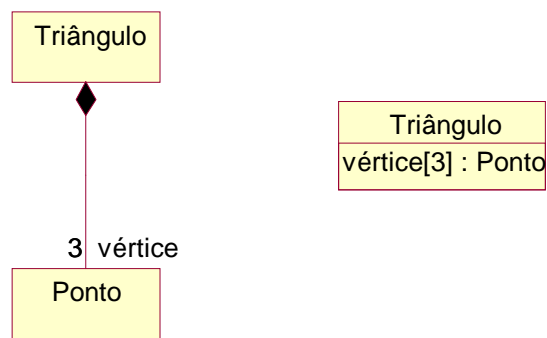 Triângulo
3 vértice
Ponto
Triângulo
vértice[3] : Ponto